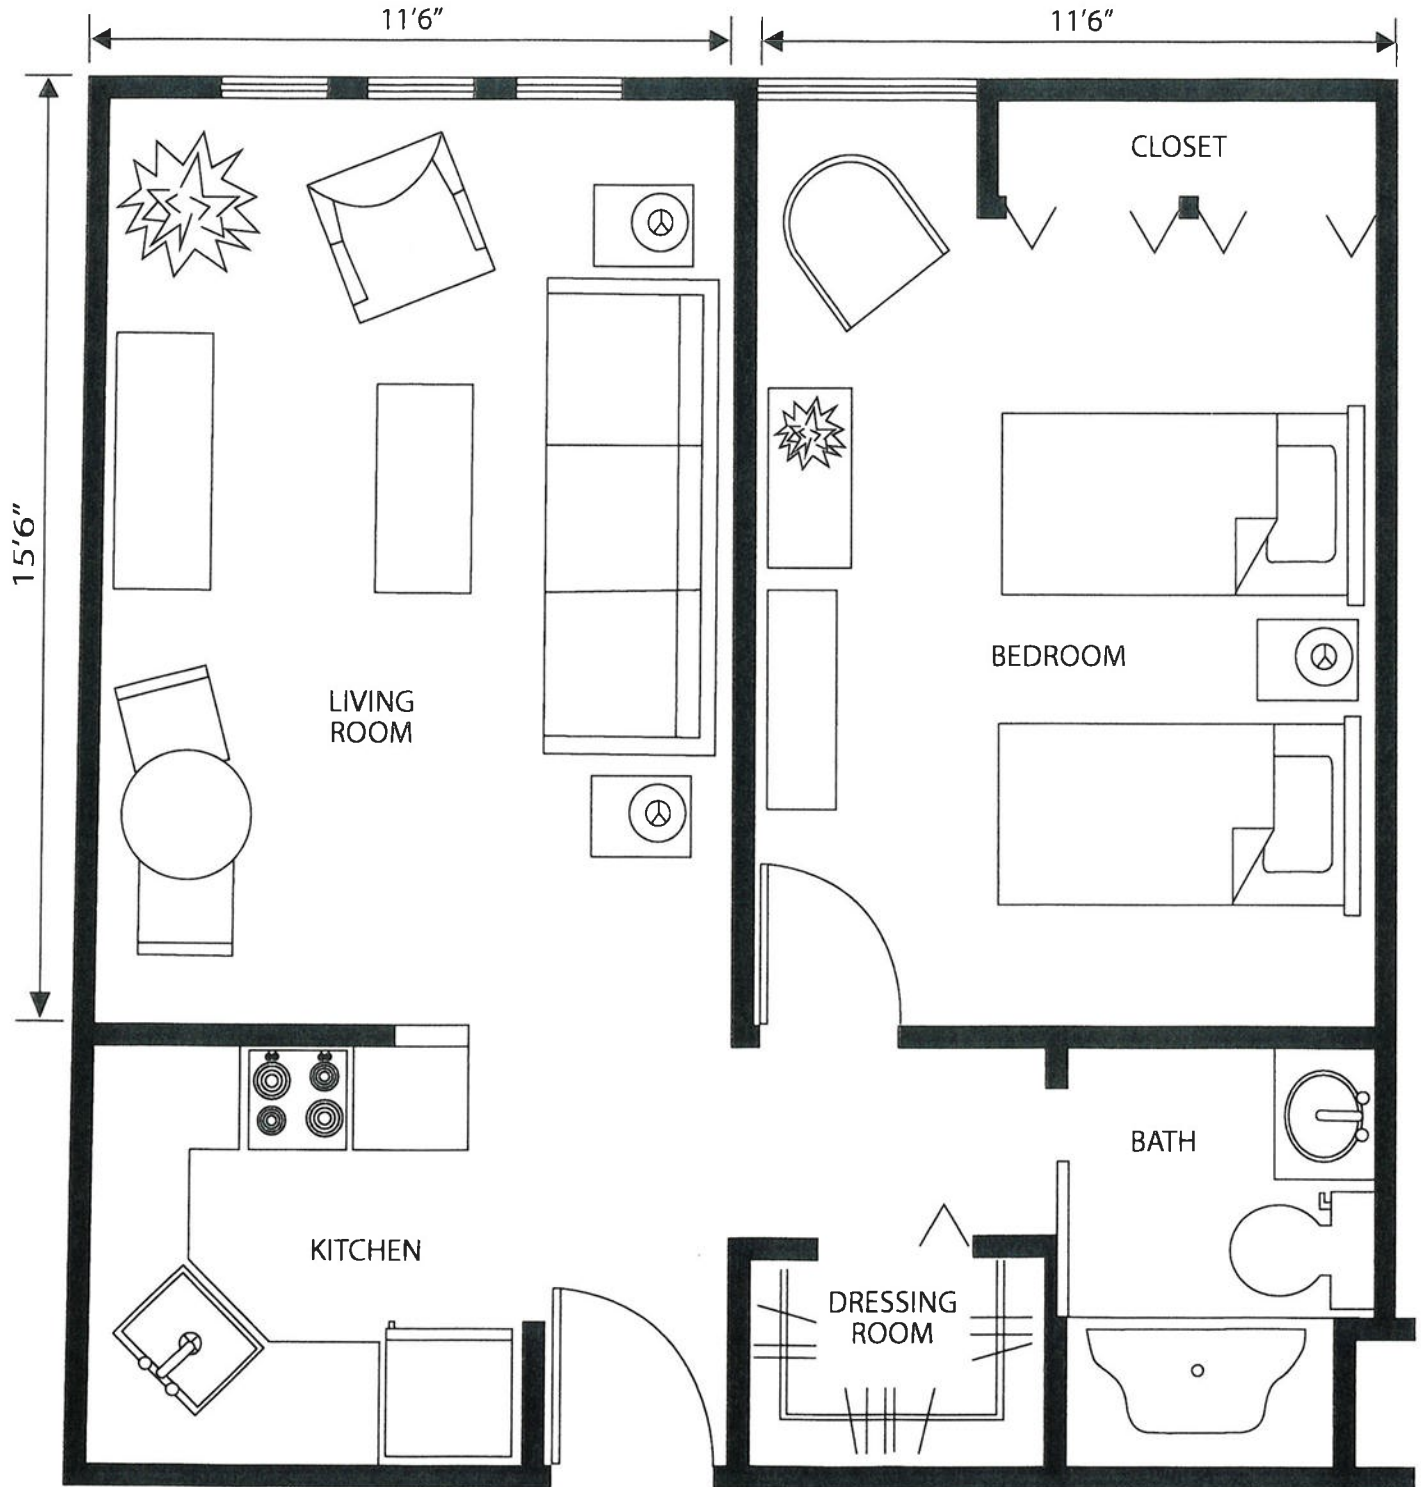 11'6"
11'6"
CLOSET
15'6"
BEDROOM
LIVING
ROOM
BATH
KITCHEN
DRESSING
ROOM